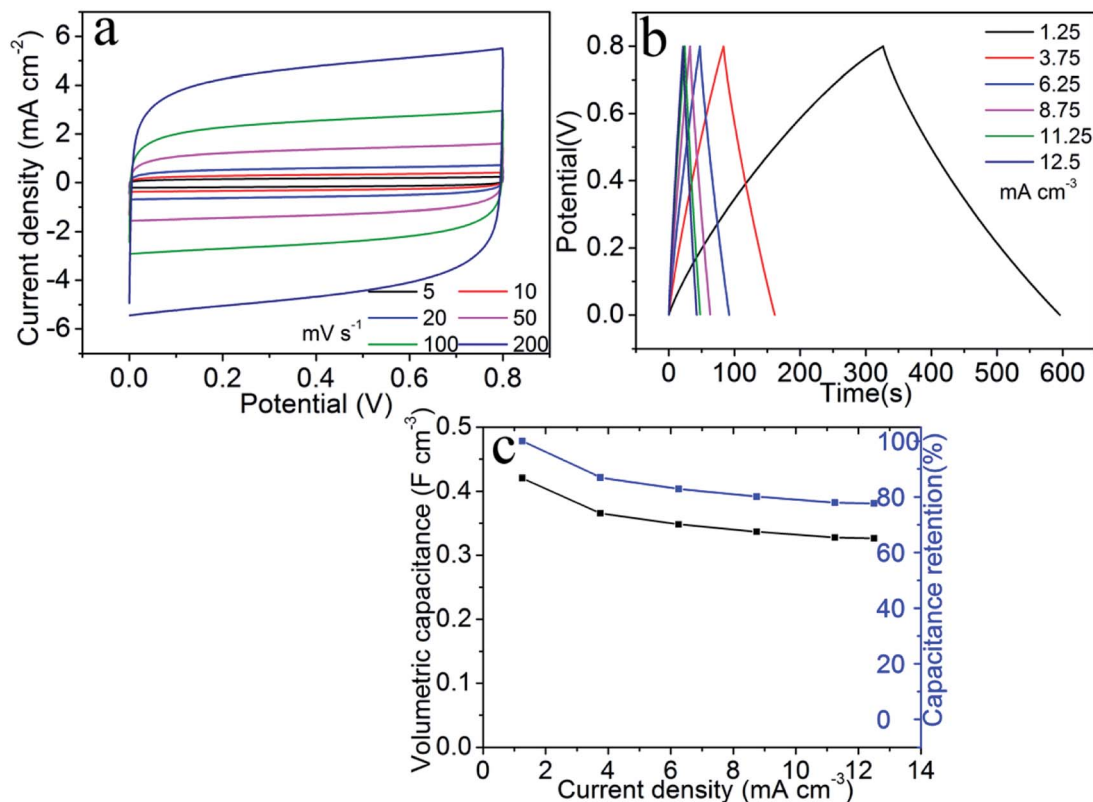 a
6
4
2
0
-2
-4
-6
Current density (mA cm-2)
0.0 0.2 0.4 0.6 0.8
Potential (V)
mV s-1
5 10
20 50
100 200
b
0.8
0.4
0.2
0.0
Potential(V)
0 100 200 300 400 500 600
Time(s)
1.25
3.75
6.25
8.75
11.25
12.5
mA cm-3
c
0.5
0.4
0.3
0.2
0.1
0.0
Volumetric capacitance (F cm-3)
0 2 4 6 8 10 12 14
Current density (mA cm-3)
100
80
60
40
20
0
Capacitance retention(%)